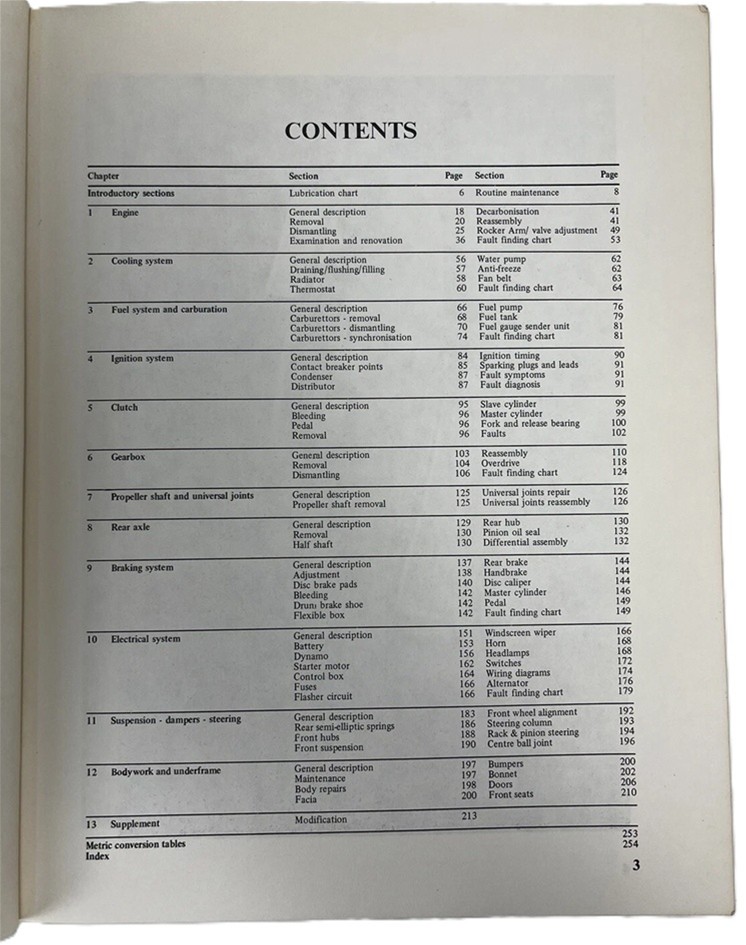 CONTENTS
Chapter Section Page Section Page
Introductory sections Lubrication chart 6 Routine maintenance 8
1 Engine General description 18 Decarbonisation 41
Removal 20 Reassembly 41
Dismantling 25 Rocker Arm/ valve adjustment 49
Examination and renovation 36 Fault finding chart 53
2 Cooling system General description 56 Water pump 62
Draining/flushing/filling 57 Anti-freeze 62
Radiator 58 Fan belt 63
Thermostat 60 Fault finding chart 64
3 Fuel system and carburation General description 66 Fuel pump 76
Carburettors - removal 68 Fuel tank 79
Carburettors - dismantling 70 Fuel gauge sender unit 81
Carburettors - synchronisation 74 Fault finding chart 81
4 Ignition system General description 84 Ignition timing 90
Contact breaker points 85 Sparking plugs and leads 91
Condenser 87 Fault symptoms 91
Distributor 87 Fault diagnosis 91
5 Clutch General description 95 Slave cylinder 99
Bleeding 96 Master cylinder 99
Pedal 96 Fork and release bearing 100
Removal 96 Faults 102
6 Gearbox General description 103 Reassembly 110
Removal 104 Overdrive 118
Dismantling 106 Fault finding chart 124
7 Propeller shaft and universal joints General description 125 Universal joints repair 126
Propeller shaft removal 125 Universal joints reassembly 126
8 Rear axle General description 129 Rear hub 130
Removal 130 Pinion oil seal 132
Half shaft 130 Differential assembly 132
9 Braking system General description 137 Rear brake 144
Adjustment 138 Handbrake 144
Disc brake pads 140 Disc caliper 144
Bleeding 142 Master cylinder 146
Drum brake shoe 142 Pedal 149
Flexible box 142 Fault finding chart 149
10 Electrical system General description 151 Windscreen wiper 166
Battery 153 Horn 168
Dynamo 156 Headlamps 168
Starter motor 162 Switches 172
Control box 164 Wiring diagrams 174
Fuses 166 Alternator 176
Flasher circuit 166 Fault finding chart 179
11 Suspension - dampers - steering General description 183 Front wheel alignment 192
Rear semi-elliptic springs 186 Steering column 193
Front hubs 188 Rack & pinion steering 194
Front suspension 190 Centre ball joint 196
12 Bodywork and underframe General description 197 Bumpers 200
Maintenance 197 Bonnet 202
Body repairs 198 Doors 206
Facia 200 Front seats 210
13 Supplement Modification 213
Metric conversion tables 253
Index 254
3